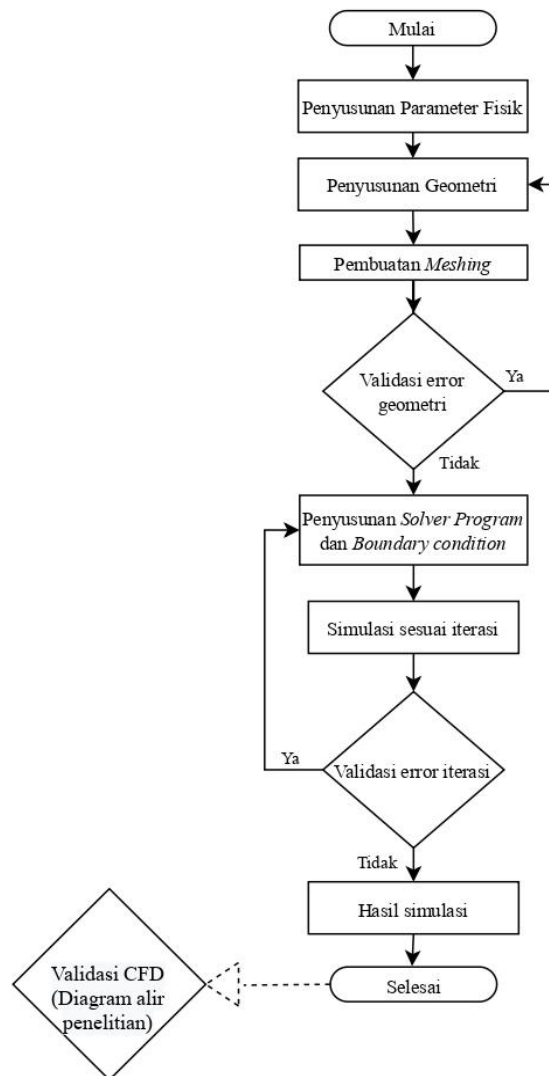 Mulai
Penyusunan Parameter Fisik
Penyusunan Geometri
Pembuatan Meshing
Validasi error
geometri
Ya
Tidak
Penyusunan Solver Program
dan Boundary condition
Simulasi sesuai iterasi
Ya
Validasi error iterasi
Tidak
Hasil simulasi
Selesai
Validasi CFD
(Diagram alir
penelitian)